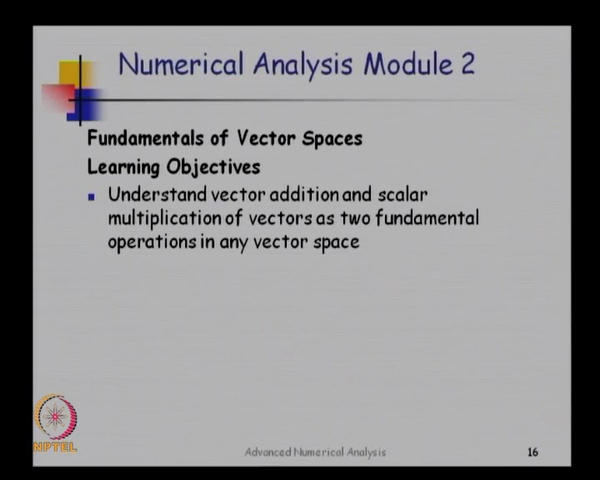 Numerical Analysis Module 2
Fundamentals of Vector Spaces
Learning Objectives
Understand vector addition and scalar
multiplication of vectors as two fundamental
operations in any vector space
NPTEL
Advanced Numerical Analysis
16